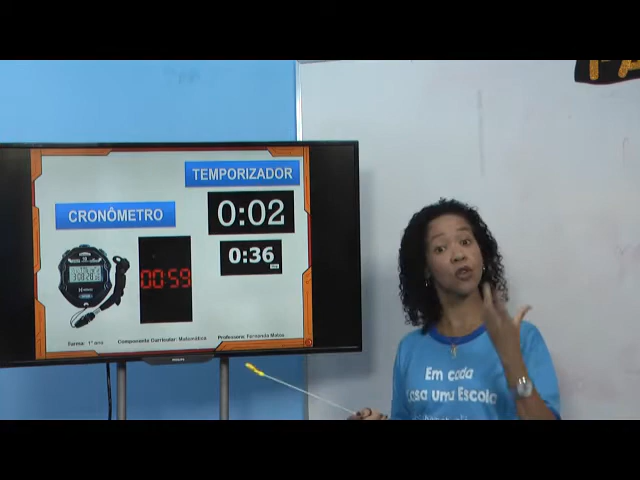 TEMPORIZADOR
CRONÔMETRO
0:02
0:36
00:59
Turma: 1º ano Componente Curricular: Matemática Professora: Fernanda Matos
PHILIPS
Em cada
Casa uma Escola